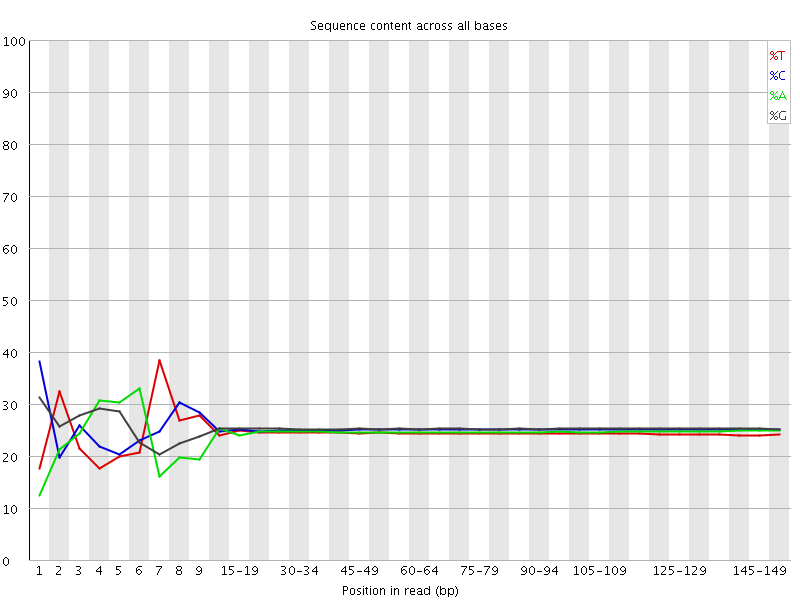 Sequence content across all bases
100
90
80
70
60
50
40
30
20
10
0
%T
%C
%A
%G
1 2 3 4 5 6 7 8 9 15-19 30-34 45-49 60-64 75-79 90-94 105-109 125-129 145-149
Position in read (bp)